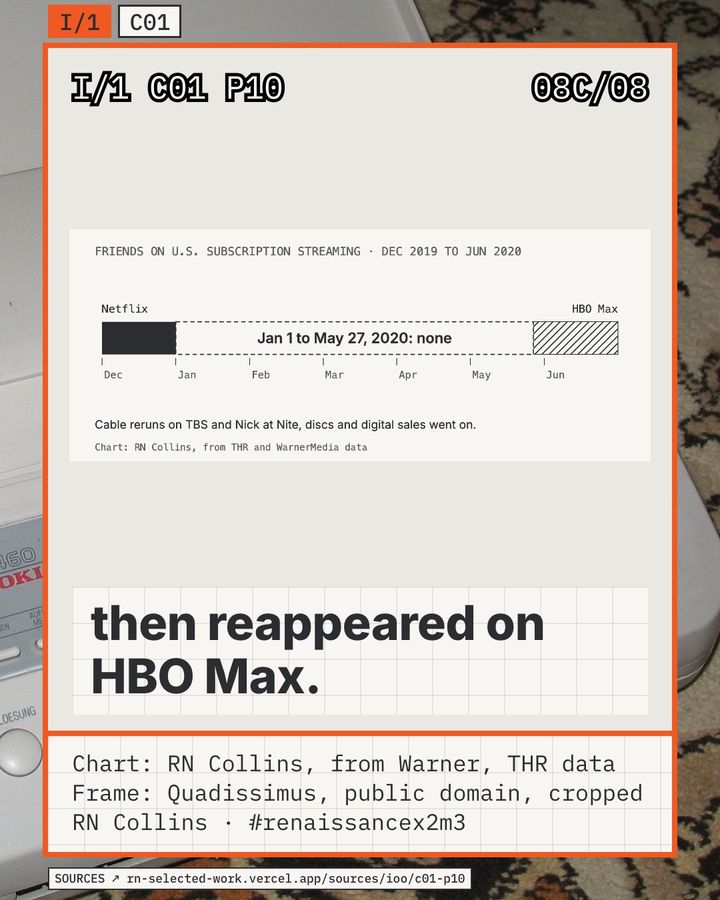 I/1 C01
I/1 C01 P10 08C/08
FRIENDS ON U.S. SUBSCRIPTION STREAMING · DEC 2019 TO JUN 2020
Netflix HBO Max
Jan 1 to May 27, 2020: none
Dec Jan Feb Mar Apr May Jun
Cable reruns on TBS and Nick at Nite, discs and digital sales went on.
Chart: RN Collins, from THR and WarnerMedia data
460
OKI
LOESUNG
then reappeared on
HBO Max.
Chart: RN Collins, from Warner, THR data
Frame: Quadissimus, public domain, cropped
RN Collins · #renaissancex2m3
SOURCES ↗ rn-selected-work.vercel.app/sources/ioo/c01-p10